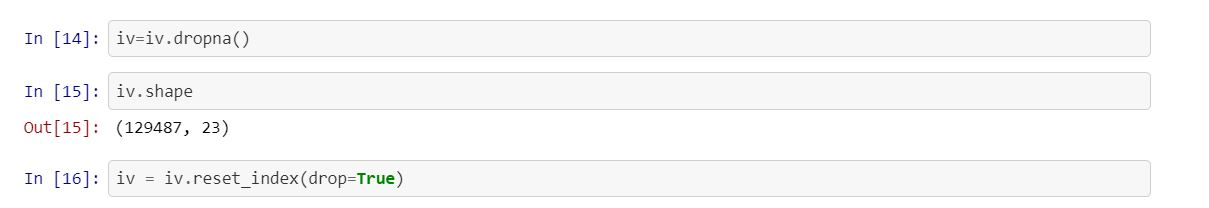 In [14]: iv=iv.dropna()
In [15]: iv.shape
Out[15]: (129487, 23)
In [16]: iv = iv.reset_index(drop=True)